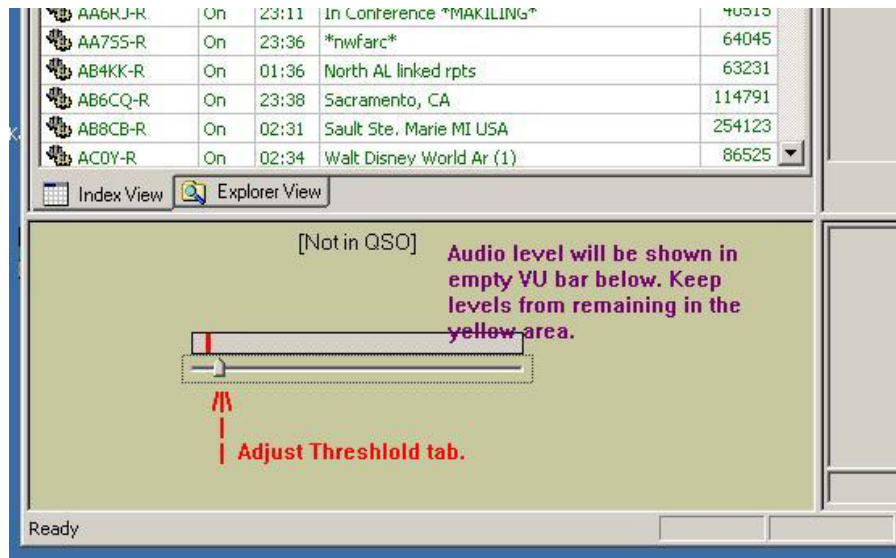 AA6RJ-R On 23:11 In Conference *MAKILING* 40515
AA7SS-R On 23:36 *nwfarc* 64045
AB4KK-R On 01:36 North AL linked rpts 63231
AB6CQ-R On 23:38 Sacramento, CA 114791
AB8CB-R On 02:31 Sault Ste. Marie MI USA 254123
AC0Y-R On 02:34 Walt Disney World Ar (1) 86525
Index View Explorer View
[Not in QSO]
Audio level will be shown in
empty VU bar below. Keep
levels from remaining in the
yellow area.
Adjust Threshlold tab.
Ready